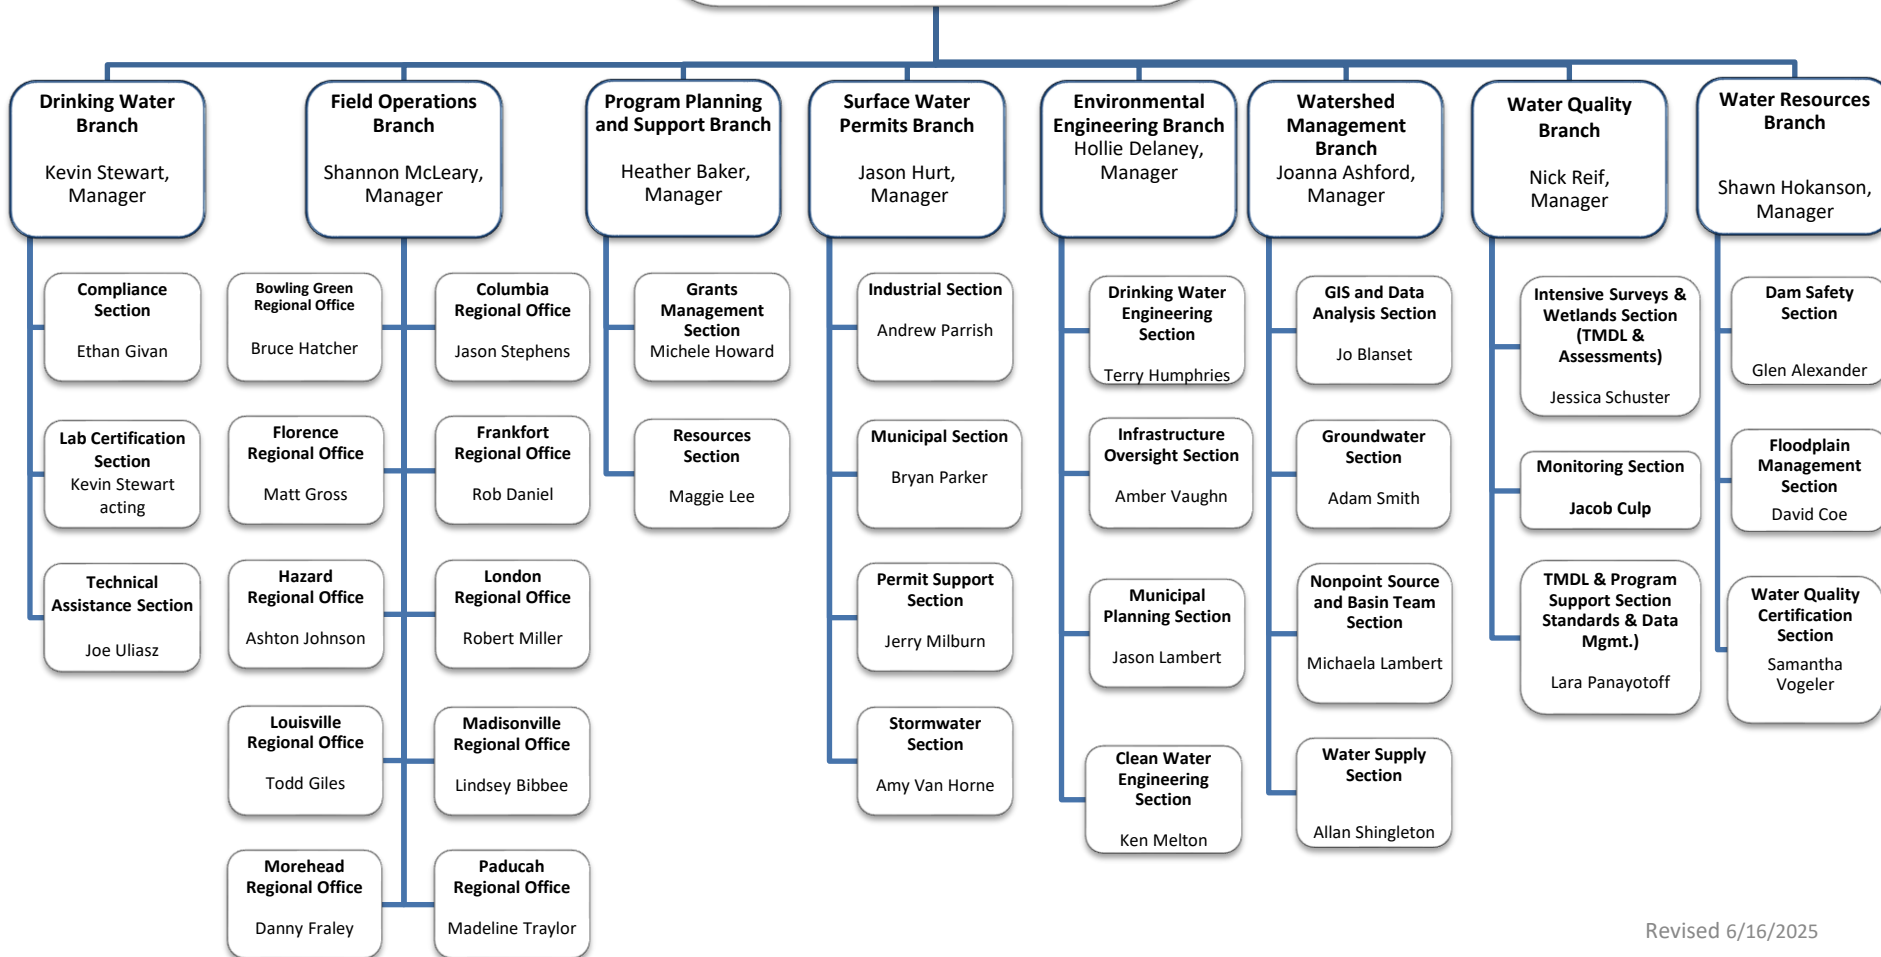 Drinking Water
Branch
Kevin Stewart,
Manager
Field Operations
Branch
Shannon McLeary,
Manager
Program Planning
and Support Branch
Heather Baker,
Manager
Surface Water
Permits Branch
Jason Hurt,
Manager
Environmental
Engineering Branch
Hollie Delaney,
Manager
Watershed
Management
Branch
Joanna Ashford,
Manager
Water Quality
Branch
Nick Reif,
Manager
Water Resources
Branch
Shawn Hokanson,
Manager
Compliance
Section
Ethan Givan
Lab Certification
Section
Kevin Stewart
acting
Technical
Assistance Section
Joe Uliasz
Bowling Green
Regional Office
Bruce Hatcher
Columbia
Regional Office
Jason Stephens
Florence
Regional Office
Matt Gross
Frankfort
Regional Office
Rob Daniel
Hazard
Regional Office
Ashton Johnson
London
Regional Office
Robert Miller
Louisville
Regional Office
Todd Giles
Madisonville
Regional Office
Lindsey Bibbee
Morehead
Regional Office
Danny Fraley
Paducah
Regional Office
Madeline Traylor
Grants
Management
Section
Michele Howard
Resources
Section
Maggie Lee
Industrial Section
Andrew Parrish
Municipal Section
Bryan Parker
Permit Support
Section
Jerry Milburn
Stormwater
Section
Amy Van Horne
Drinking Water
Engineering
Section
Terry Humphries
Infrastructure
Oversight Section
Amber Vaughn
Municipal
Planning Section
Jason Lambert
Clean Water
Engineering
Section
Ken Melton
GIS and Data
Analysis Section
Jo Blanset
Groundwater
Section
Adam Smith
Nonpoint Source
and Basin Team
Section
Michaela Lambert
Water Supply
Section
Allan Shingleton
Intensive Surveys &
Wetlands Section
(TMDL &
Assessments)
Jessica Schuster
Monitoring Section
Jacob Culp
TMDL & Program
Support Section
Standards & Data
Mgmt.)
Lara Panayotoff
Dam Safety
Section
Glen Alexander
Floodplain
Management
Section
David Coe
Water Quality
Certification
Section
Samantha
Vogeler
Revised 6/16/2025